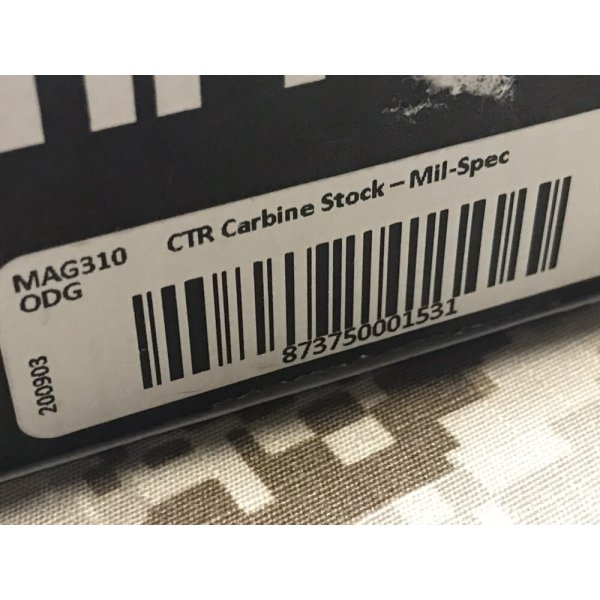 MAG310 CTR Carbine Stock – Mil-Spec
ODG
873750001531
200903